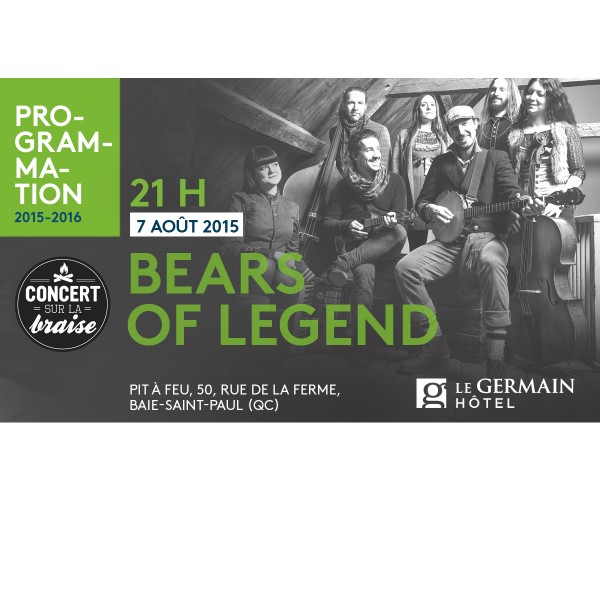 PRO-
GRAM-
MA-
TION
2015-2016
21 H
7 AOÛT 2015
BEARS
OF LEGEND
CONCERT
SUR LA
braise
PIT À FEU, 50, RUE DE LA FERME,
BAIE-SAINT-PAUL (QC)
g
LE GERMAIN
HÔTEL